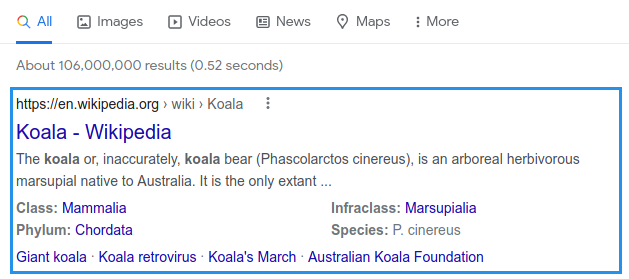 All Images Videos News Maps More
About 106,000,000 results (0.52 seconds)
https://en.wikipedia.org › wiki › Koala
Koala - Wikipedia
The koala or, inaccurately, koala bear (Phascolarctos cinereus), is an arboreal herbivorous
marsupial native to Australia. It is the only extant ...
Class: Mammalia Infraclass: Marsupialia
Phylum: Chordata Species: P. cinereus
Giant koala · Koala retrovirus · Koala's March · Australian Koala Foundation